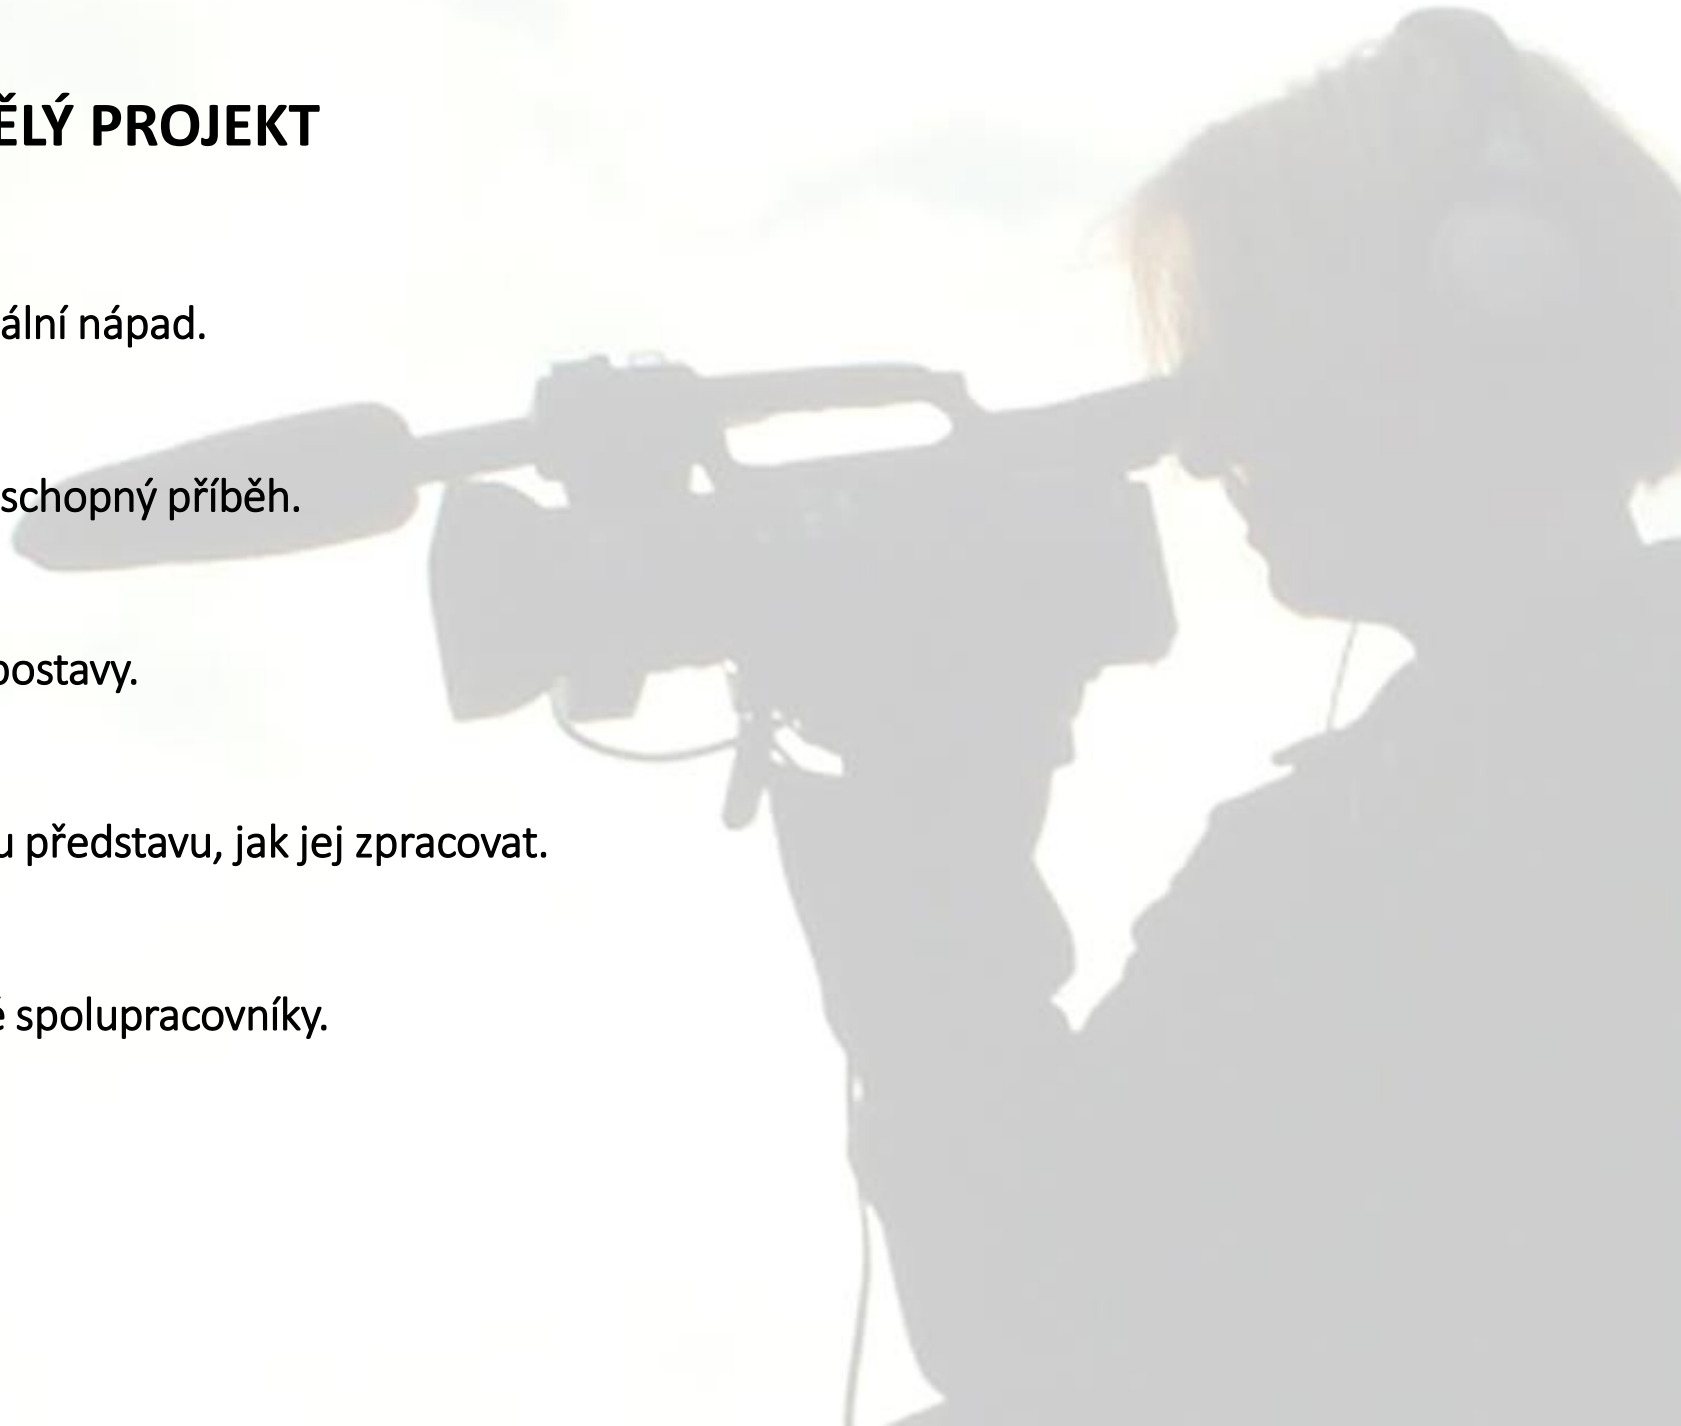 ĚLÝ PROJEKT
ální nápad.
schopný příběh.
postavy.
u představu, jak jej zpracovat.
é spolupracovníky.